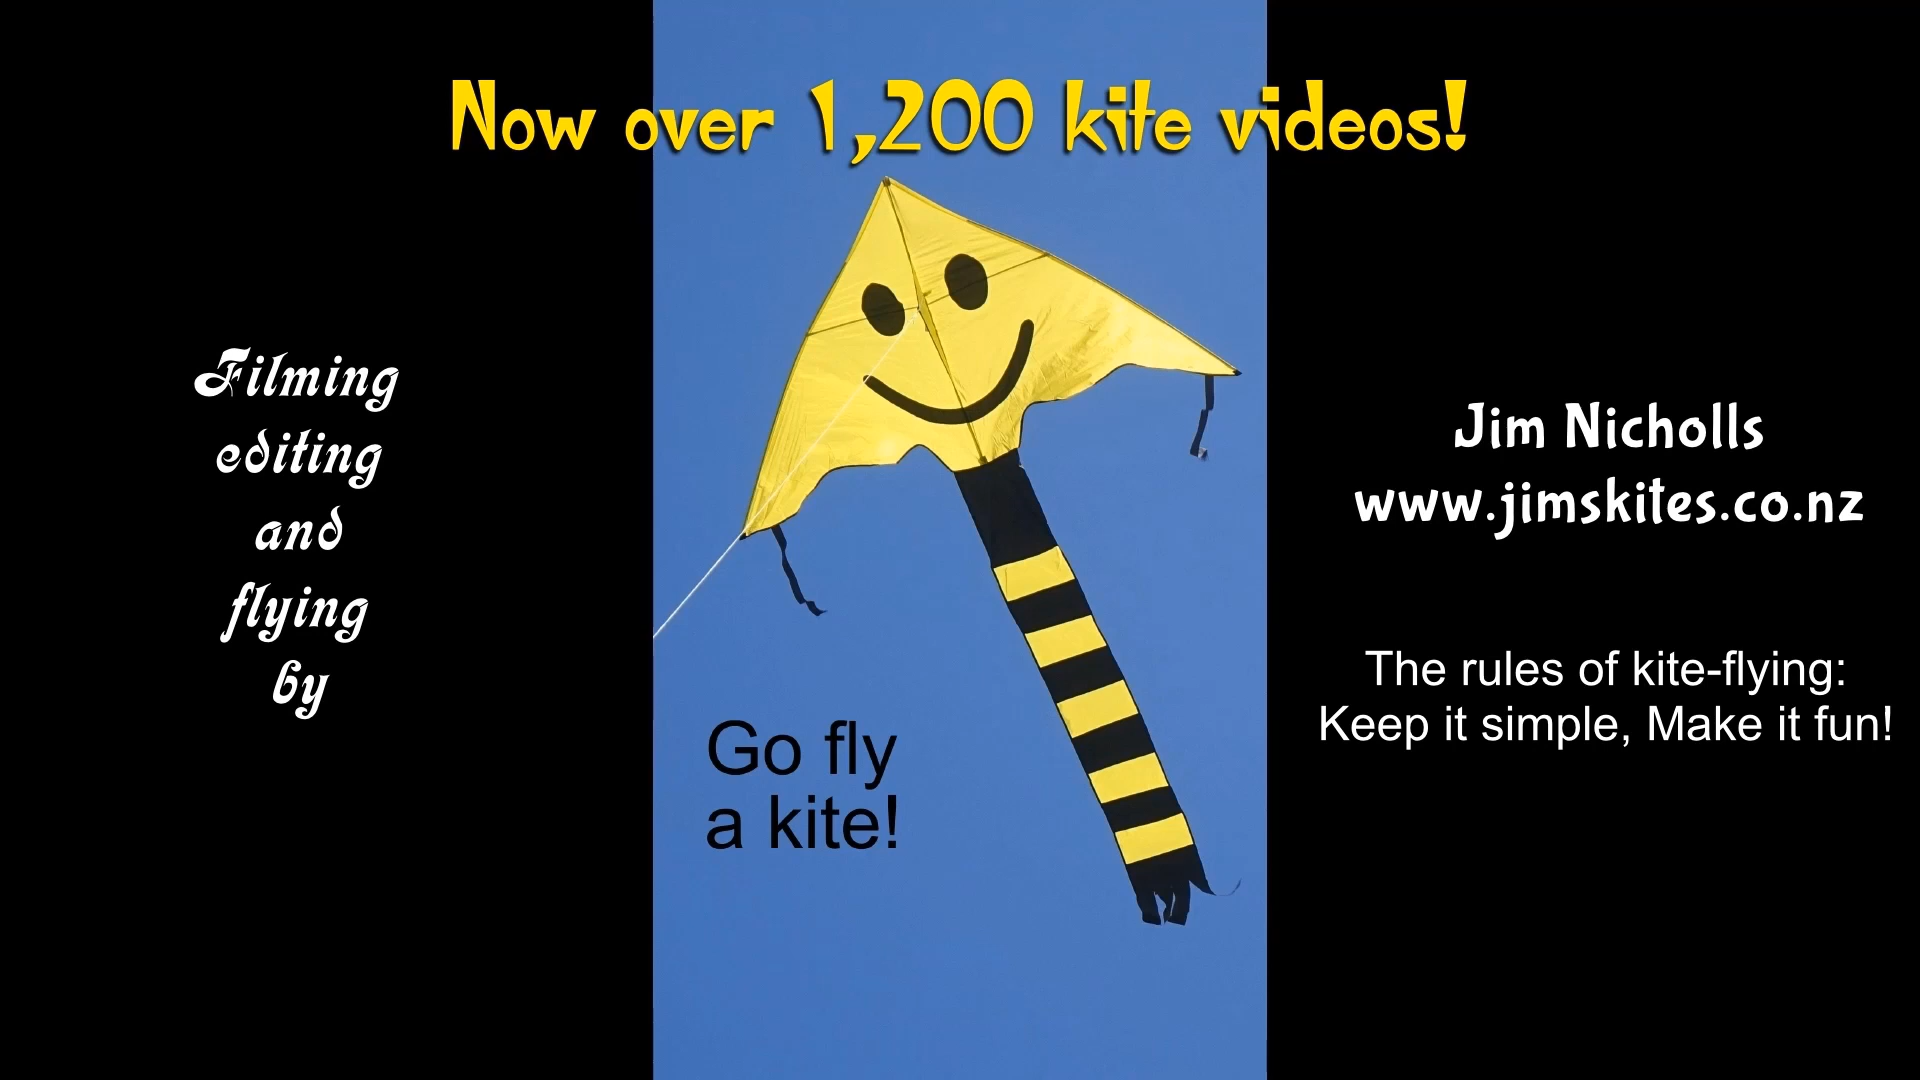 Now over 1,200 kite videos!
Filming
editing
and
flying
by
Jim Nicholls
www.jimskites.co.nz
The rules of kite-flying:
Keep it simple, Make it fun!
Go fly
a kite!